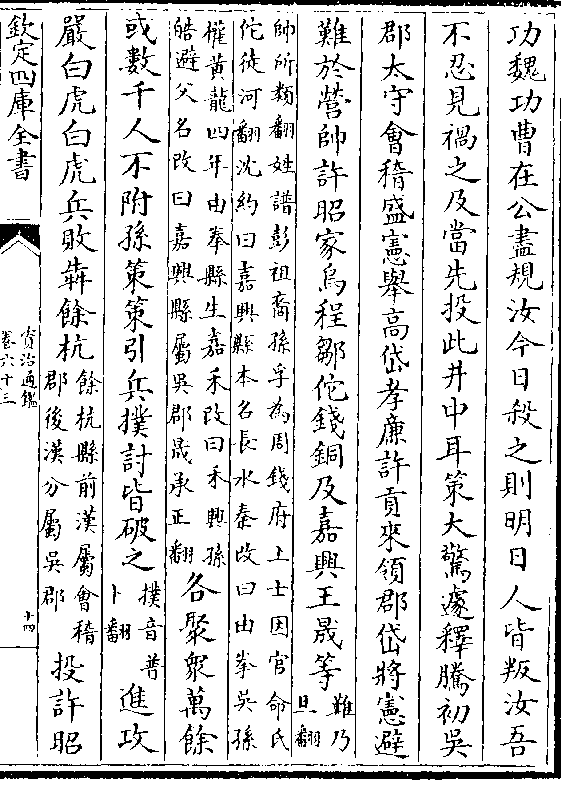 功魏功曹在公盡規汝今日殺之則明日人皆叛汝吾
不忍見禍之及當先投此井中耳策大驚遽釋騰初吳
郡太守會稽盛憲舉高岱孝廉許貢來領郡岱將憲避
難於營帥許昭家烏程鄒佗錢銅及嘉興王晟等難乃
旦翻
帥所類翻姓譜彭祖裔孫孚為周錢府上士因官命氏
佗徒河翻沈約曰嘉興縣本名長水秦改曰由拳吳孫
權黃龍四年由拳縣生嘉禾改曰禾興孫
皓避父名改曰嘉興縣屬吳郡晟承正翻
各聚衆萬餘
或數千人不附孫策策引兵撲討皆破之撲音普
卜翻
進攻
嚴白虎白虎兵敗奔餘杭餘杭縣前漢屬會稽
郡後漢分屬吳郡
投許昭
欽定四庫全書
資治通鑑
卷六十三
十四